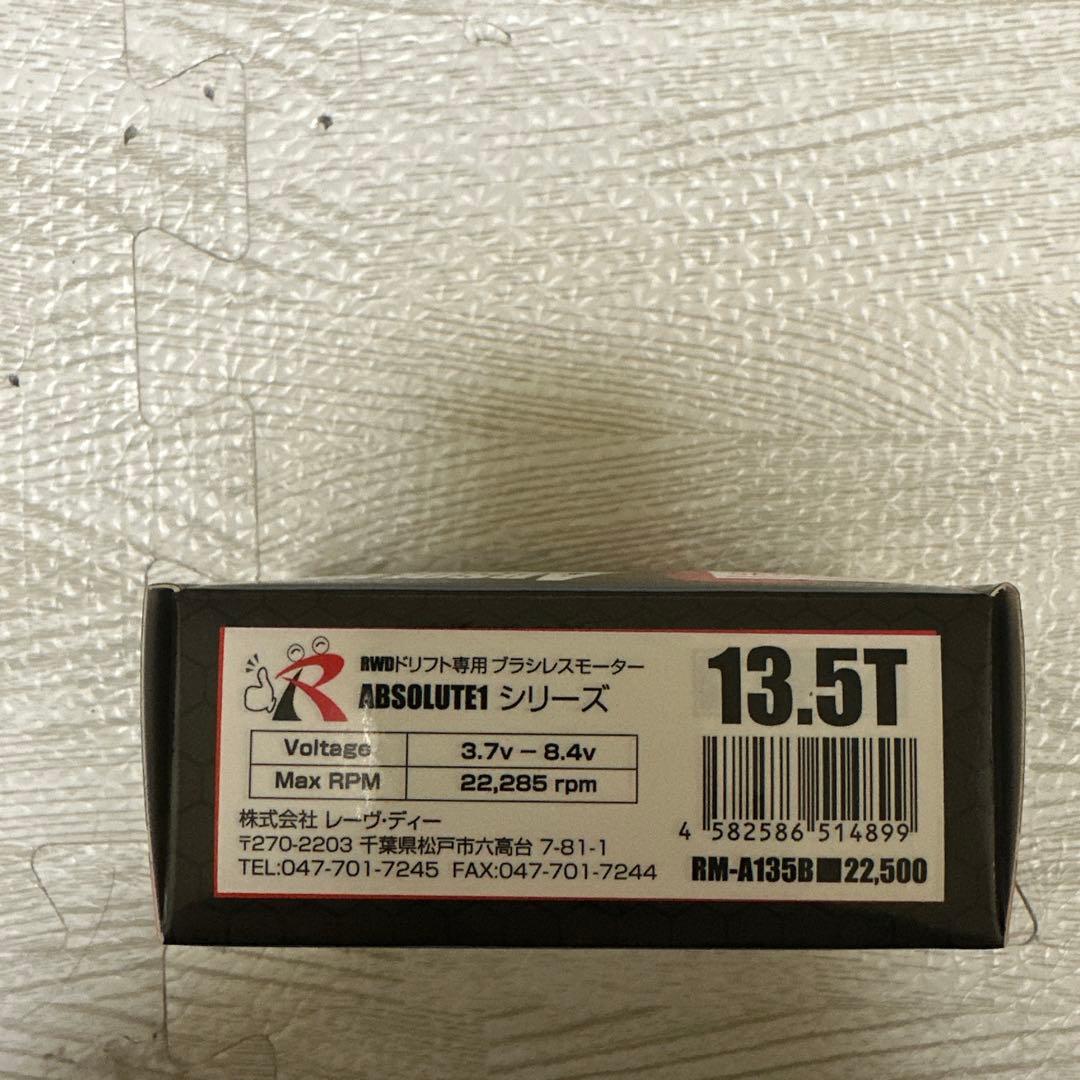 RWDドリフト専用 ブラシレスモーター
ABSOLUTE1 シリーズ
13.5T
Voltage 3.7v − 8.4v
Max RPM 22,285 rpm
株式会社 レーヴ・ディー
〒270-2203 千葉県松戸市六高台 7-81-1
TEL:047-701-7245 FAX:047-701-7244
4 582586 514899
RM-A135B■22,500